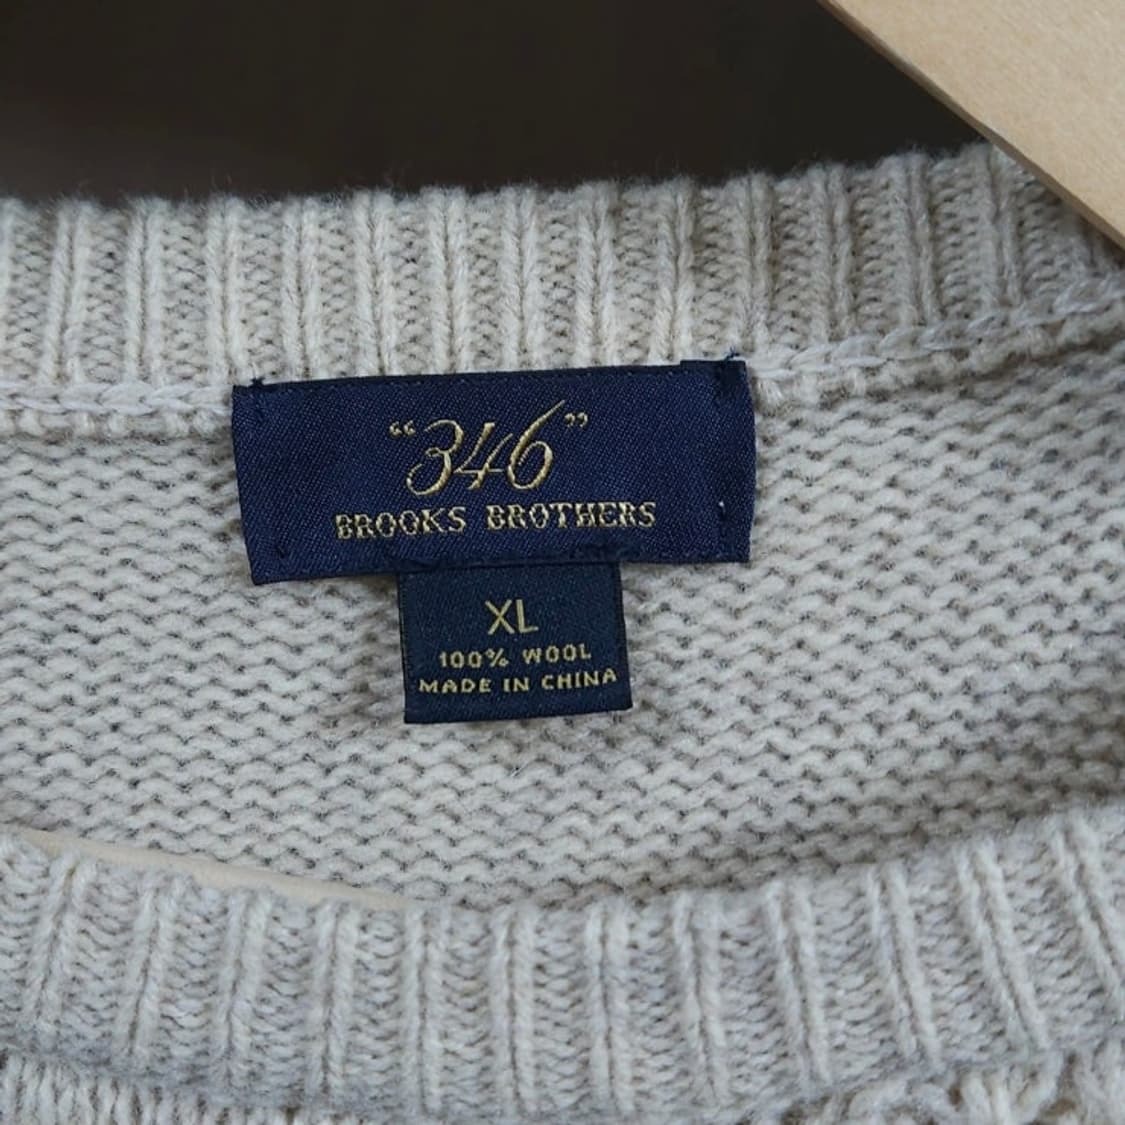 “346”
BROOKS BROTHERS
XL
100% WOOL
MADE IN CHINA